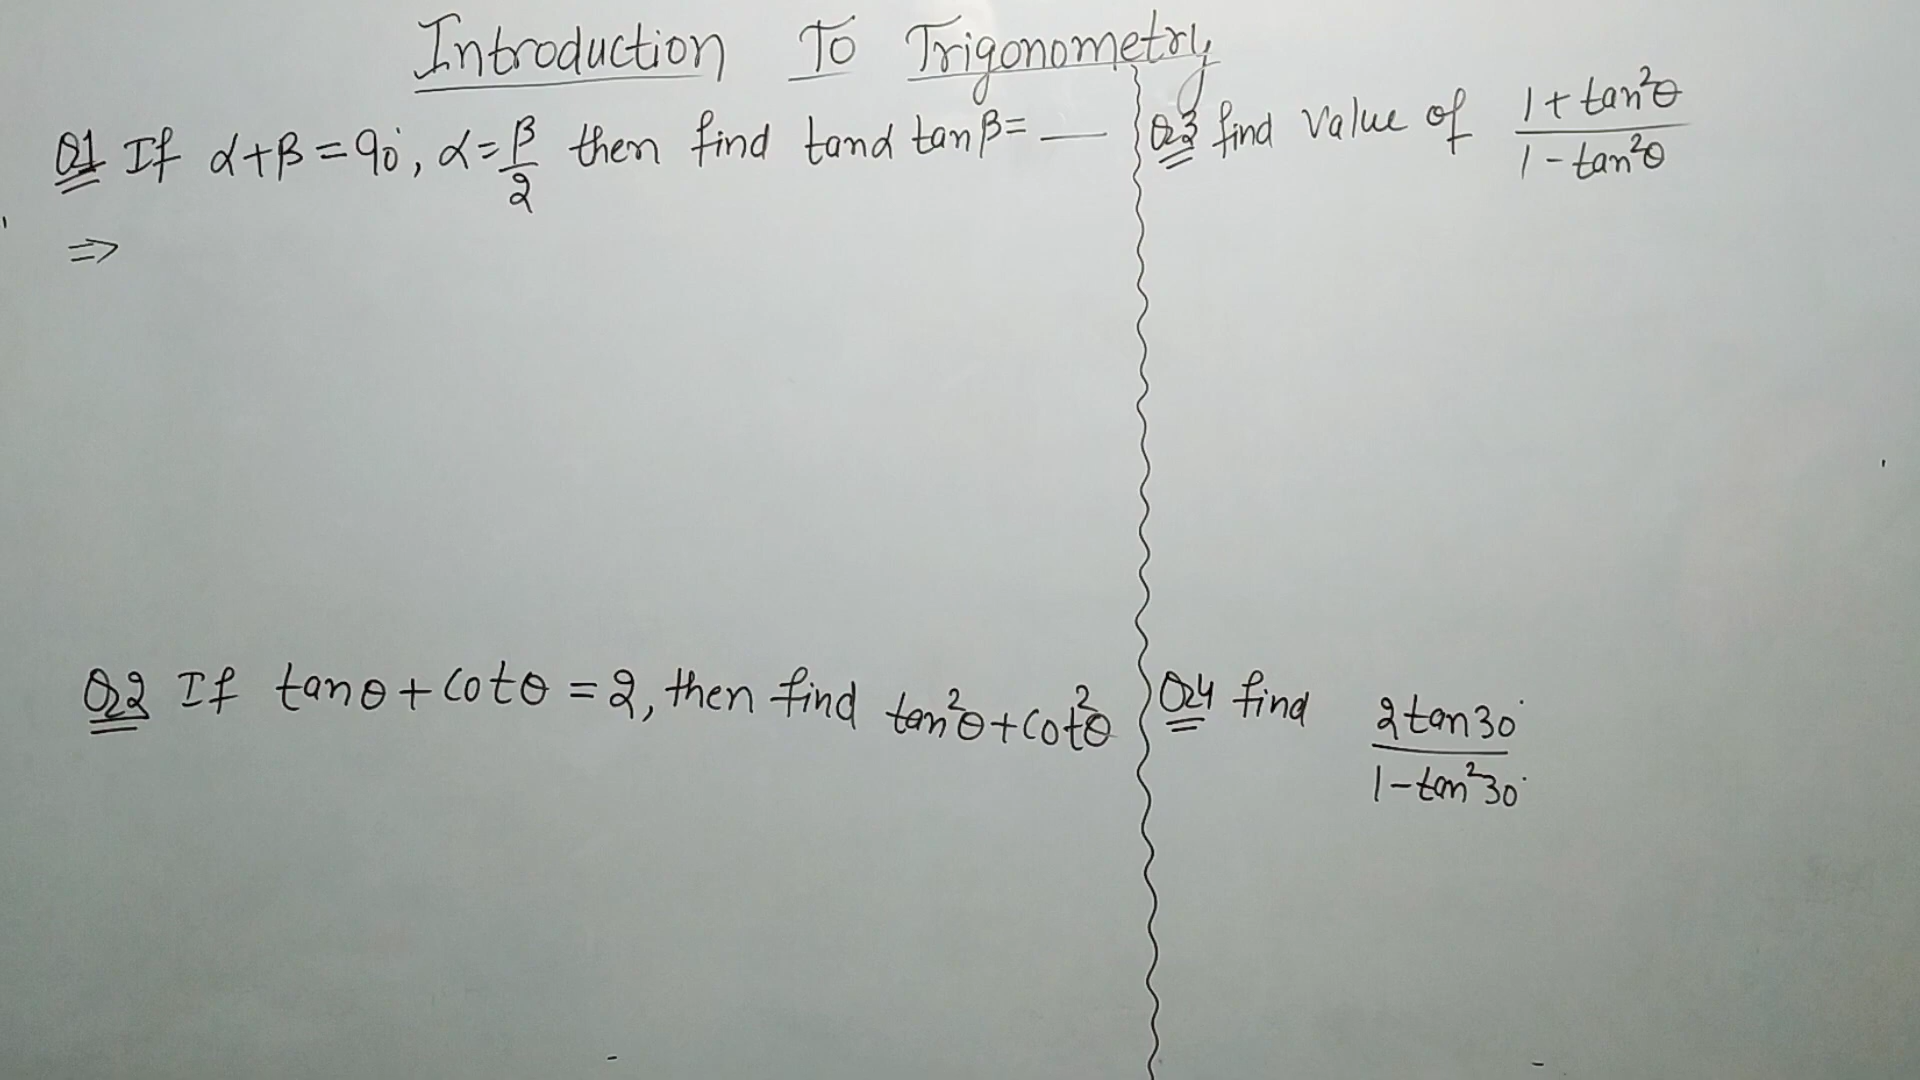 Introduction To Trigonometry
Q1 If α+β=90°, α=β/2 then find tanα tanβ= __
⇒
Q2 If tanθ+cotθ=2, then find tan²θ+cot²θ
Q3 find value of (1+tan²θ)/(1-tan²θ)
Q4 find 2tan30°/(1-tan²30°)